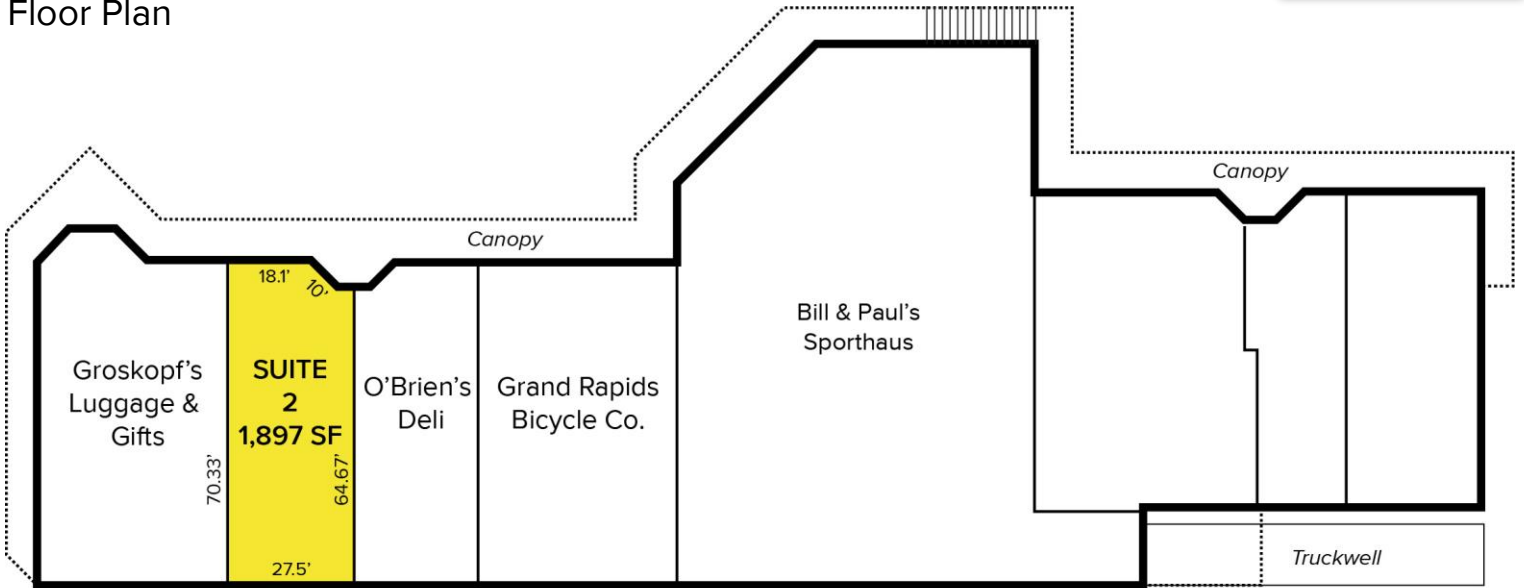 Floor Plan
Canopy
Canopy
18.1'
10'
Groskopf's
Luggage &
Gifts
70.33'
SUITE
2
1,897 SF
64.67'
27.5'
O'Brien's
Deli
Grand Rapids
Bicycle Co.
Bill & Paul's
Sporthaus
Truckwell